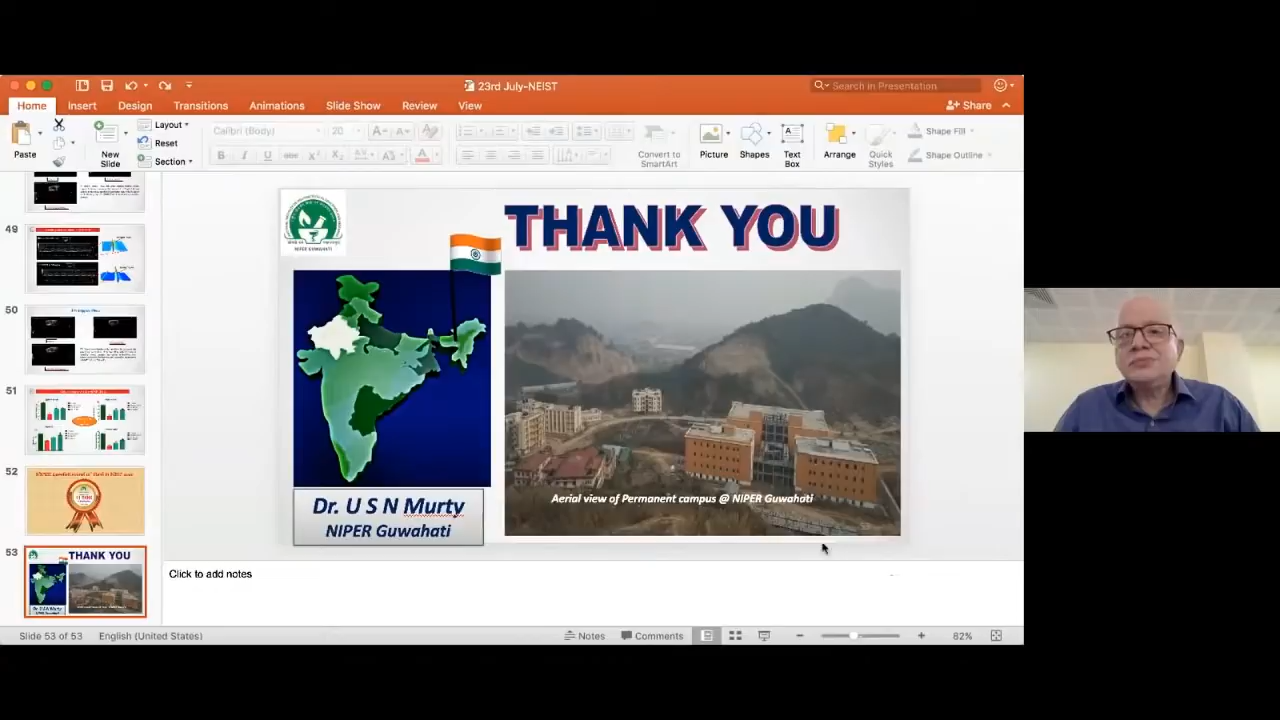 23rd July-NEIST
Search in Presentation
Home Insert Design Transitions Animations Slide Show Review View
Share
Paste
New
Slide
Layout
Reset
Section
Calibri (Body) 20
Convert to
SmartArt
Picture
Shapes
Text
Box
Arrange
Quick
Styles
Shape Fill
Shape Outline
49
50
51
52
53
THANK YOU
NIPER GUWAHATI
THANK YOU
Dr. U S N Murty
NIPER Guwahati
Aerial view of Permanent campus @ NIPER Guwahati
Click to add notes
Slide 53 of 53 English (United States)
Notes Comments
82%